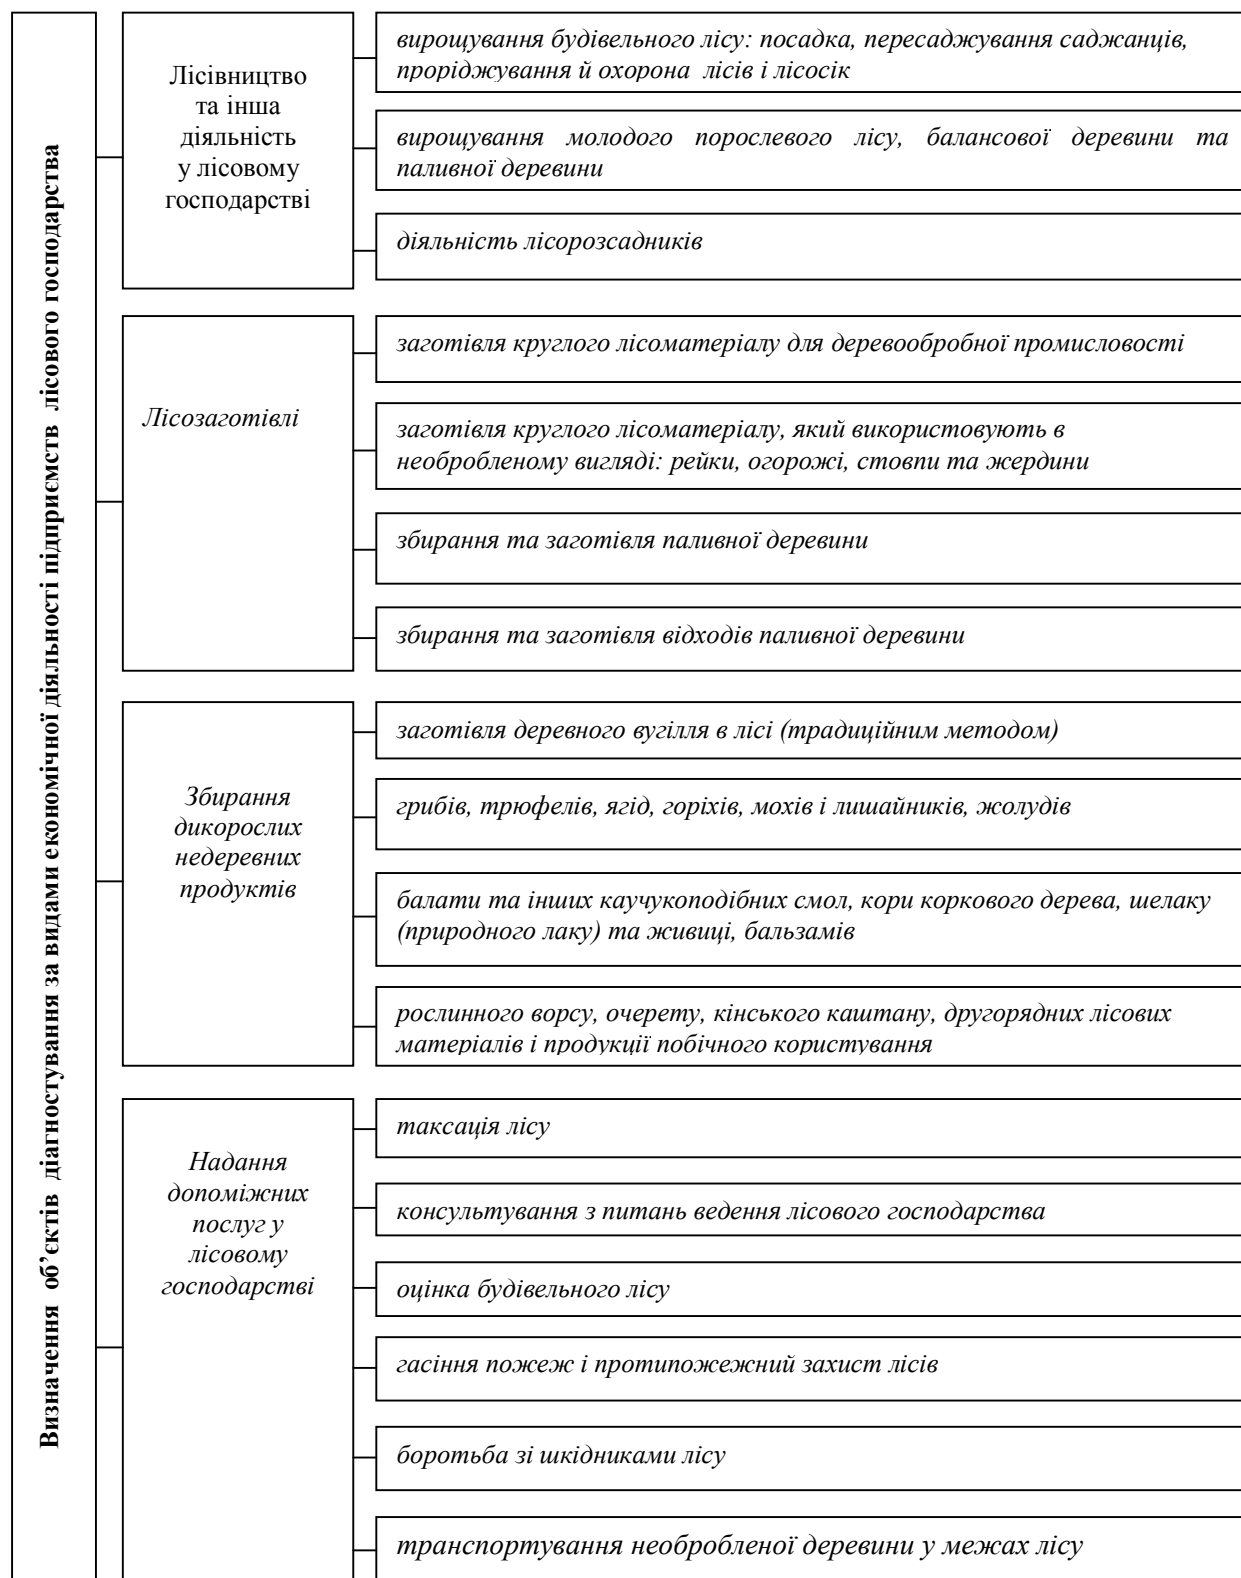 Визначення об’єктів діагностування за видами економічної діяльності підприємств лісового господарства
Лісівництво
та інша
діяльність
у лісовому
господарстві
вирощування будівельного лісу: посадка, пересаджування саджанців,
проріджування й охорона лісів і лісосік
вирощування молодого порослевого лісу, балансової деревини та
паливної деревини
діяльність лісорозсадників
Лісозаготівлі
заготівля круглого лісоматеріалу для деревообробної промисловості
заготівля круглого лісоматеріалу, який використовують в
необробленому вигляді: рейки, огорожі, стовпи та жердини
збирання та заготівля паливної деревини
збирання та заготівля відходів паливної деревини
Збирання
дикорослих
недеревних
продуктів
заготівля деревного вугілля в лісі (традиційним методом)
грибів, трюфелів, ягід, горіхів, мохів і лишайників, жолудів
балати та інших каучукоподібних смол, кори коркового дерева, шелаку
(природного лаку) та живиці, бальзамів
рослинного ворсу, очерету, кінського каштану, другорядних лісових
матеріалів і продукції побічного користування
Надання
допоміжних
послуг у
лісовому
господарстві
таксація лісу
консультування з питань ведення лісового господарства
оцінка будівельного лісу
гасіння пожеж і протипожежний захист лісів
боротьба зі шкідниками лісу
транспортування необробленої деревини у межах лісу